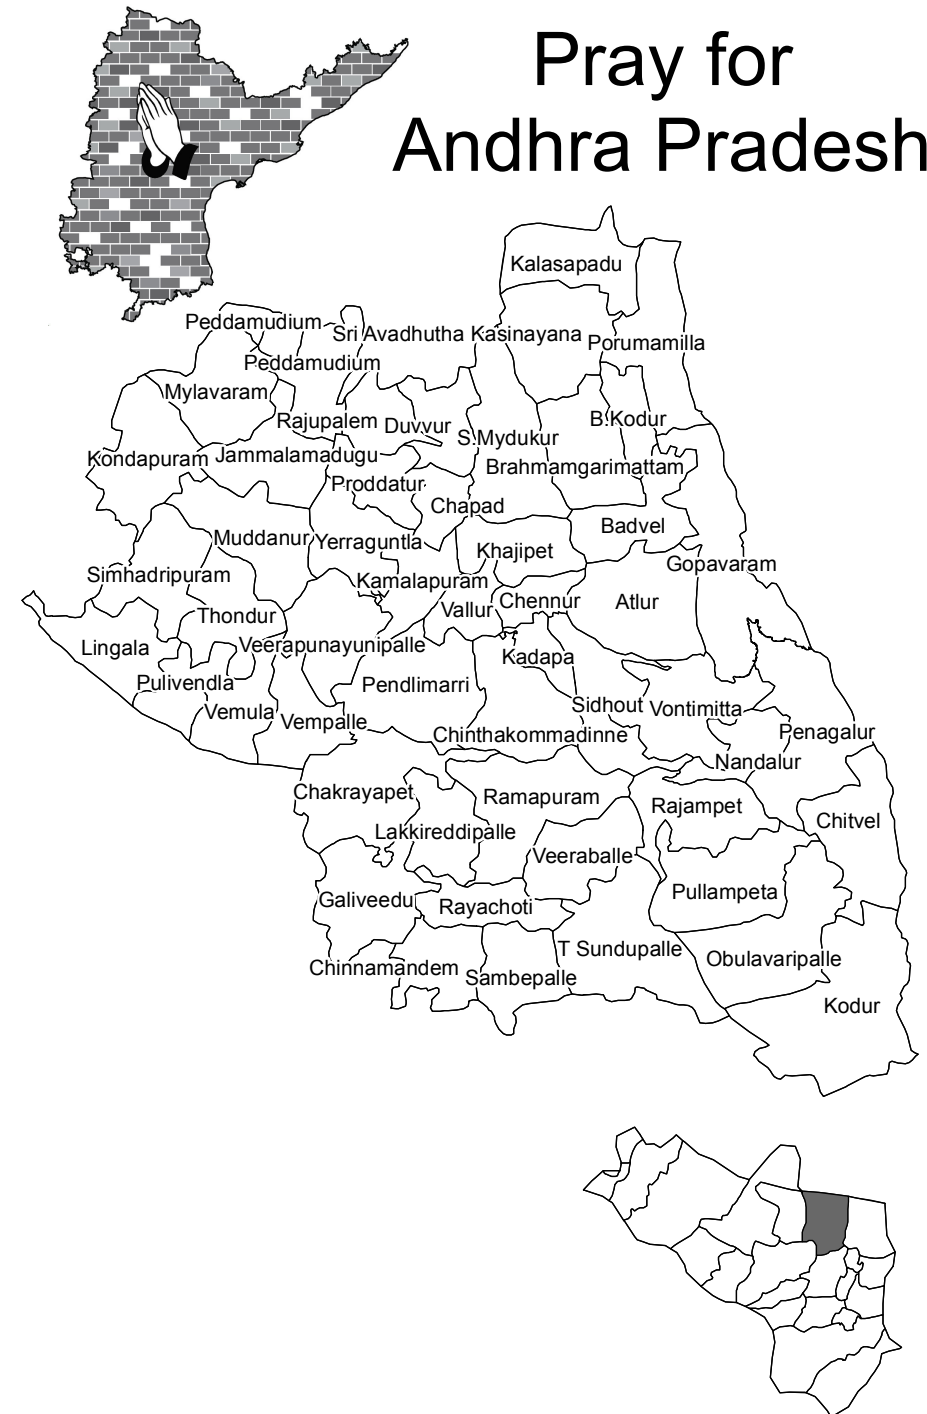 Pray for
Andhra Pradesh
Kalasapadu
Peddamudium
Sri Avadhutha Kasinayana
Porumamilla
Peddamudium
Mylavaram
Rajupalem
Duvvur
B.Kodur
S.Mydukur
Kondapuram
Jammalamadugu
Brahmamgarimattam
Proddatur
Chapad
Badvel
Muddanur
Yerraguntla
Khajipet
Gopavaram
Simhadripuram
Kamalapuram
Vallur
Chennur
Atlur
Thondur
Lingala
Veerapunayunipalle
Kadapa
Pulivendla
Pendlimarri
Vemula
Vempalle
Sidhout
Vontimitta
Chinthakommadinne
Penagalur
Nandalur
Chakrayapet
Ramapuram
Rajampet
Chitvel
Lakkireddipalle
Veeraballe
Galiveedu
Rayachoti
Pullampeta
T Sundupalle
Obulavaripalle
Chinnamandem
Sambepalle
Kodur